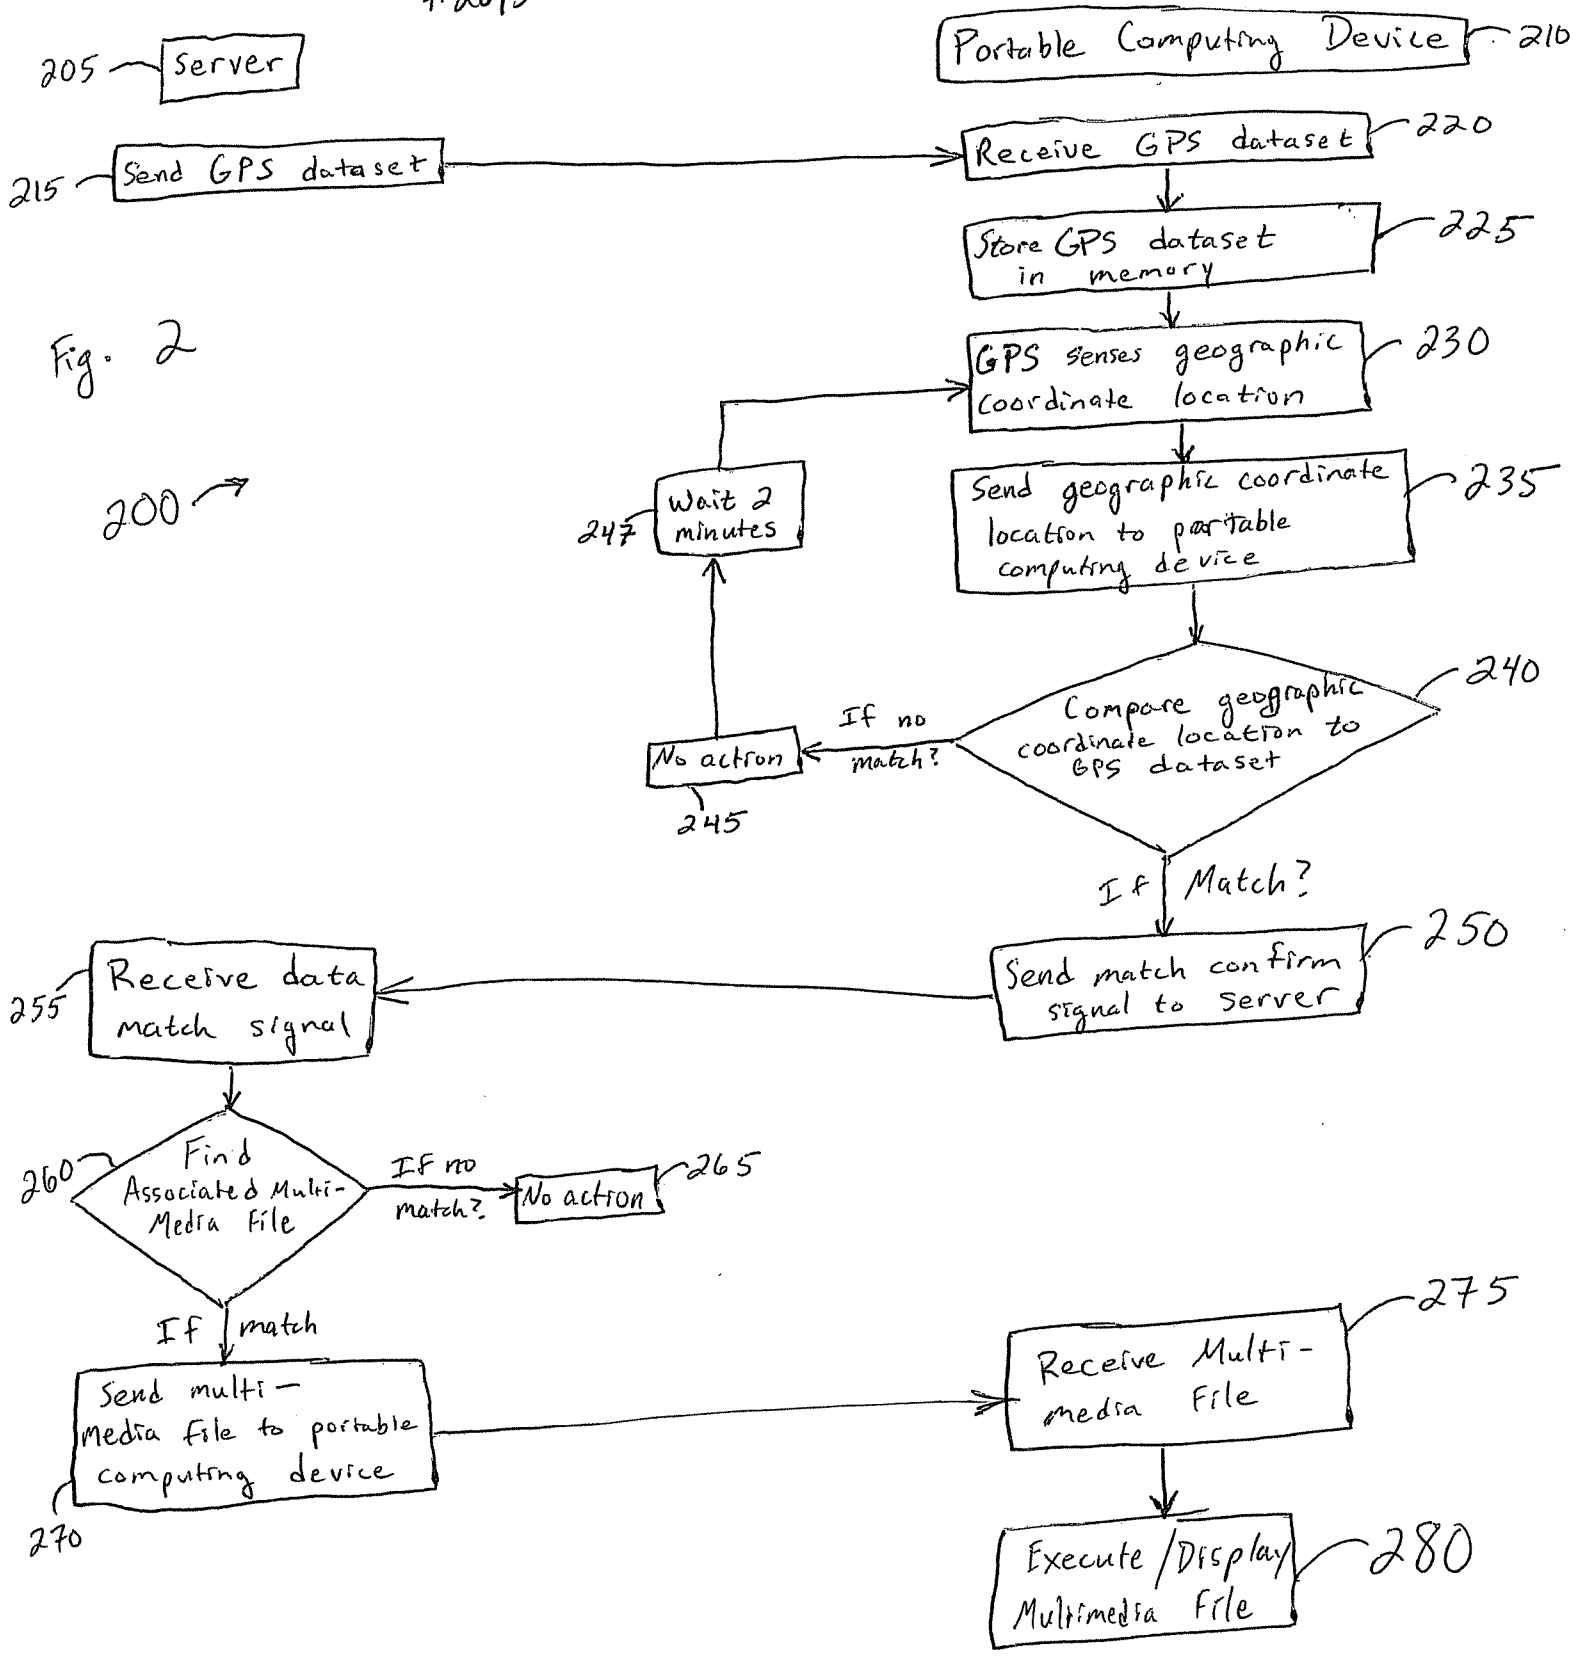 205
Server
Portable Computing Device
210
215
Send GPS dataset
Receive GPS dataset
220
Store GPS dataset
in memory
225
Fig. 2
GPS senses geographic
coordinate location
230
200
247
Wait 2
minutes
Send geographic coordinate
location to portable
computing device
235
Compare geographic
coordinate location to
GPS dataset
240
If no
match?
No action
245
If Match?
Send match confirm
signal to server
250
255
Receive data
match signal
260
Find
Associated Multi-
Media File
If no
match?
No action
265
If match
Send multi-
media file to portable
computing device
270
Receive Multi-
media File
275
Execute/Display
Multimedia File
280